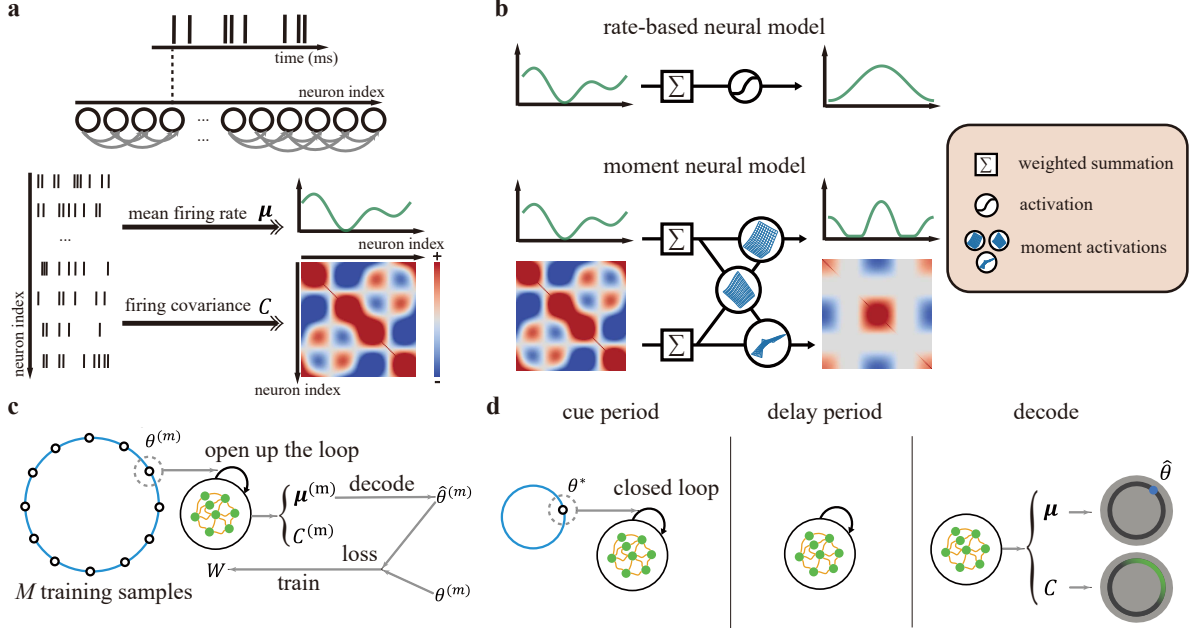 a
time (ms)
neuron index
...
...
...
neuron index
mean firing rate μ
firing covariance C
neuron index
+
-
neuron index
b
rate-based neural model
Σ
moment neural model
Σ
Σ
Σ weighted summation
activation
moment activations
c
θ(m)
open up the loop
μ(m)
C(m)
decode
θ̂(m)
loss
W
train
θ(m)
M training samples
d
cue period
delay period
decode
θ*
closed loop
μ
C
θ̂